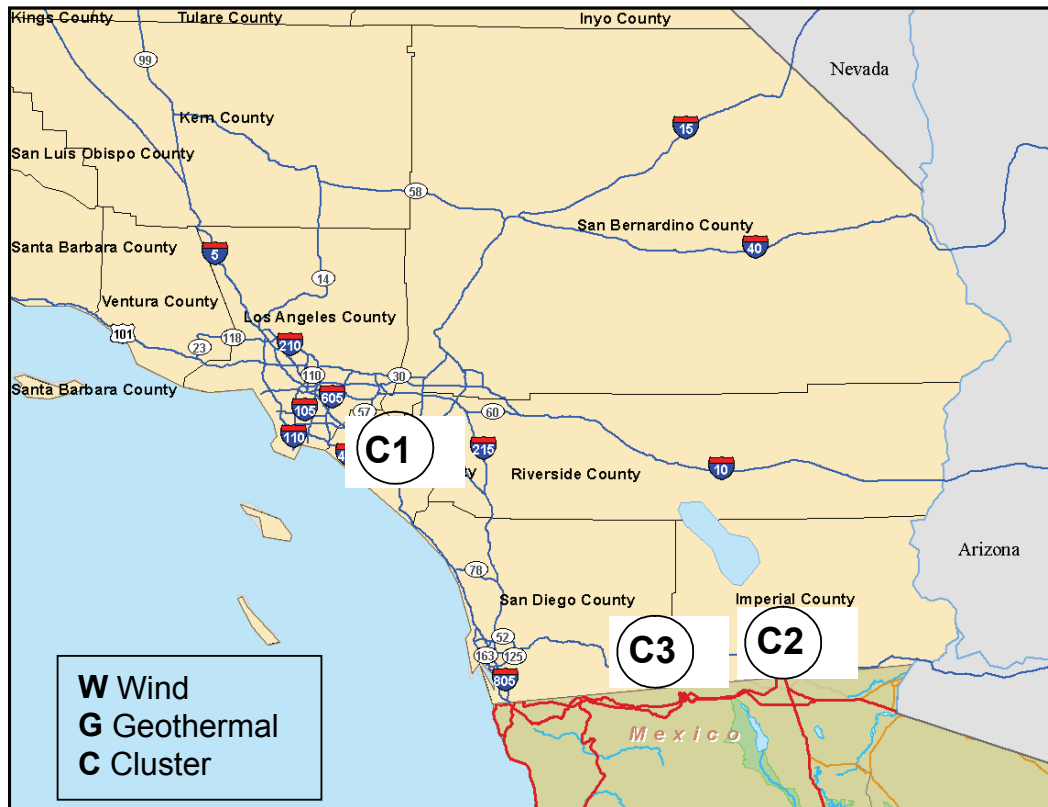 Kings County
Tulare County
Inyo County
Nevada
99
Kern County
15
San Luis Obispo County
58
San Bernardino County
Santa Barbara County
5
40
14
Ventura County
Los Angeles County
101
118
23
210
110
30
Santa Barbara County
605
105
57
60
110
C1
215
10
Riverside County
Arizona
78
San Diego County
Imperial County
52
C3
C2
163
125
805
W Wind
G Geothermal
C Cluster
Mexico